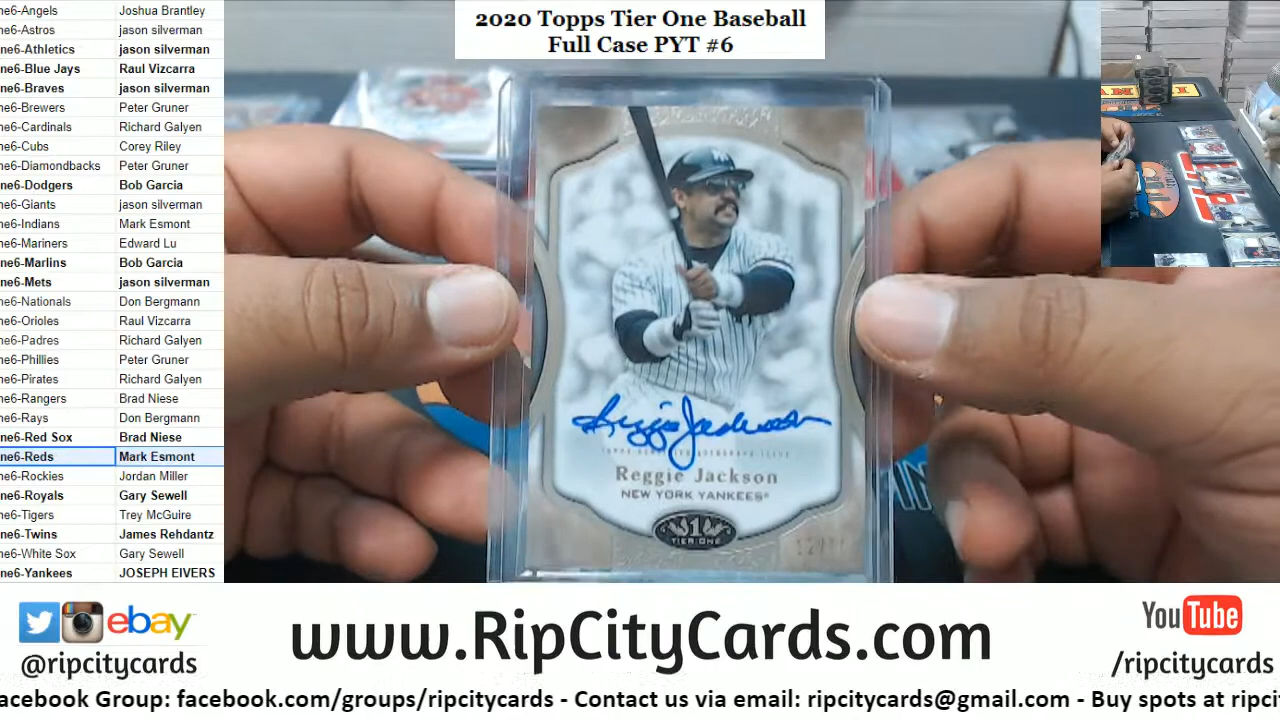 2020 Topps Tier One Baseball
Full Case PYT #6
ne6-Angels Joshua Brantley
ne6-Astros jason silverman
ne6-Athletics jason silverman
ne6-Blue Jays Raul Vizcarra
ne6-Braves jason silverman
ne6-Brewers Peter Gruner
ne6-Cardinals Richard Galyen
ne6-Cubs Corey Riley
ne6-Diamondbacks Peter Gruner
ne6-Dodgers Bob Garcia
ne6-Giants jason silverman
ne6-Indians Mark Esmont
ne6-Mariners Edward Lu
ne6-Marlins Bob Garcia
ne6-Mets jason silverman
ne6-Nationals Don Bergmann
ne6-Orioles Raul Vizcarra
ne6-Padres Richard Galyen
ne6-Phillies Peter Gruner
ne6-Pirates Richard Galyen
ne6-Rangers Brad Niese
ne6-Rays Don Bergmann
ne6-Red Sox Brad Niese
ne6-Reds Mark Esmont
ne6-Rockies Jordan Miller
ne6-Royals Gary Sewell
ne6-Tigers Trey McGuire
ne6-Twins James Rehdantz
ne6-White Sox Gary Sewell
ne6-Yankees JOSEPH EIVERS
Reggie Jackson
Reggie Jackson
NEW YORK YANKEES
1
TIER ONE
ebay
@ripcitycards
www.RipCityCards.com
YouTube
/ripcitycards
acebook Group: facebook.com/groups/ripcitycards - Contact us via email: ripcitycards@gmail.com - Buy spots at ripci